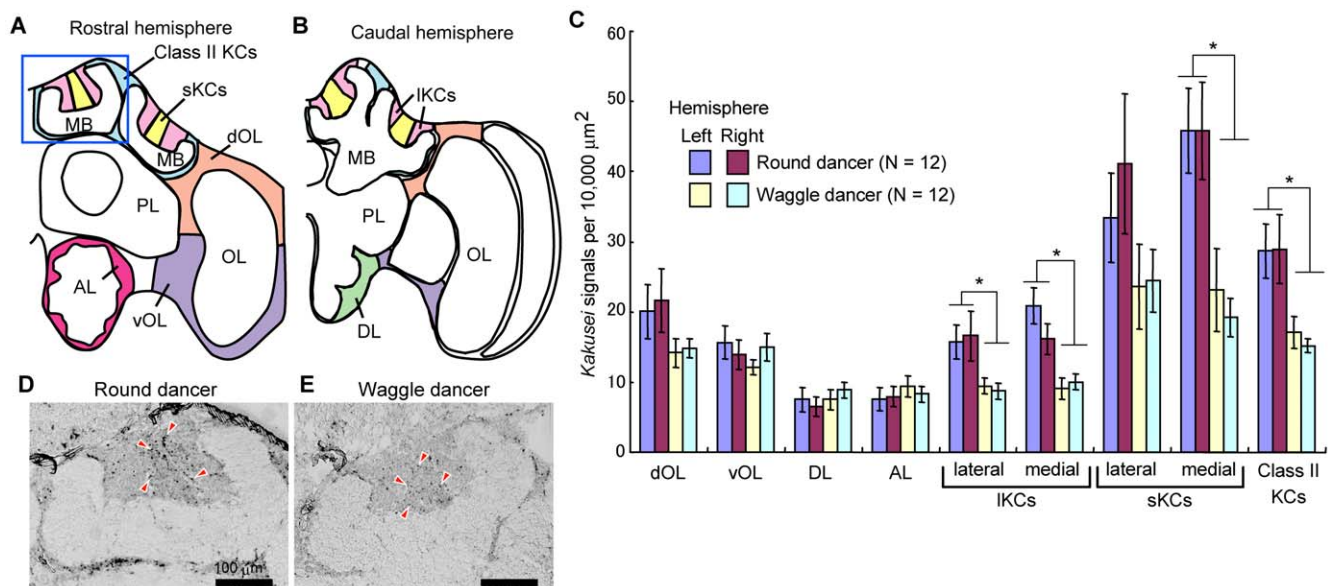 A
Rostral hemisphere
Class II KCs
sKCs
MB
MB
dOL
PL
OL
AL
vOL
B
Caudal hemisphere
lKCs
MB
PL
OL
DL
C
Kakusei signals per 10,000 µm2
60
50
40
30
20
10
0
Hemisphere
Left Right
Round dancer (N = 12)
Waggle dancer (N = 12)
*
*
*
*
dOL
vOL
DL
AL
lateral
medial
lateral
medial
Class II
KCs
lKCs
sKCs
D
Round dancer
100 µm
E
Waggle dancer